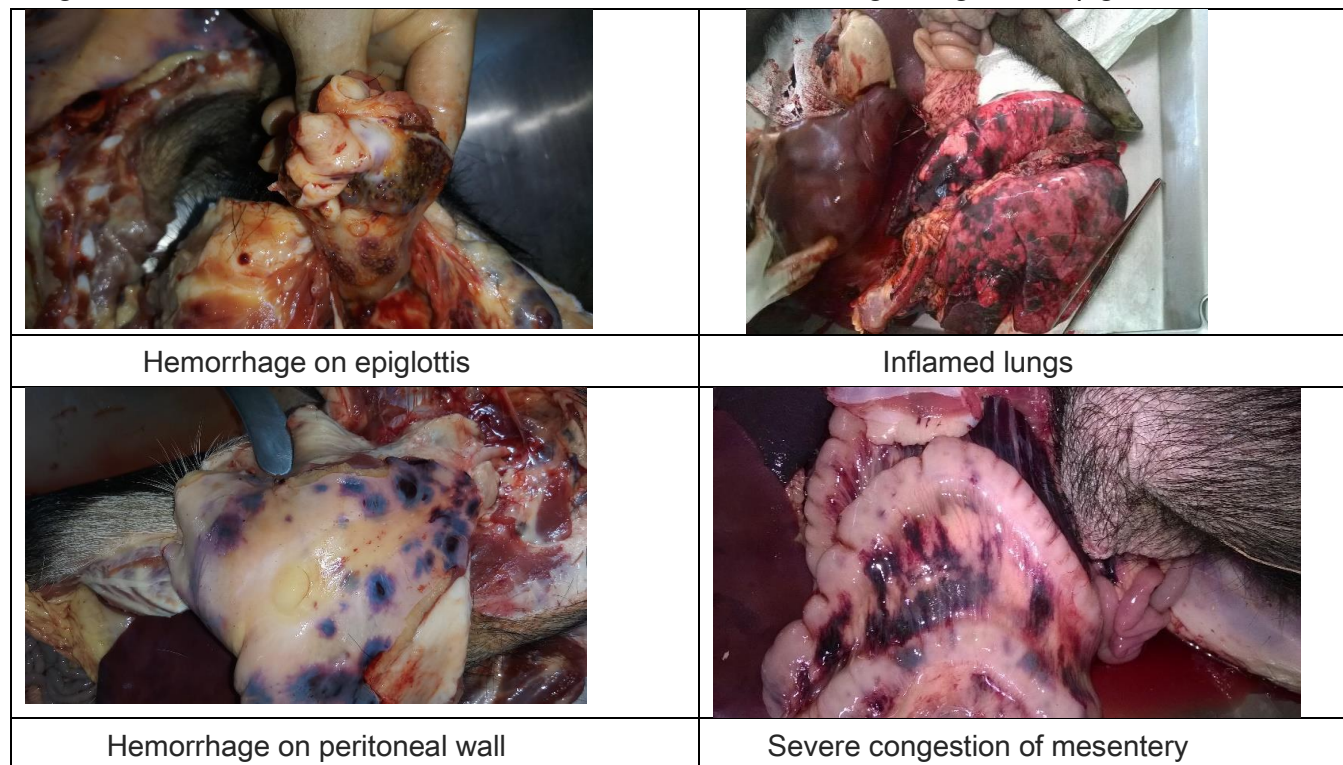 Hemorrhage on epiglottis
Inflamed lungs
Hemorrhage on peritoneal wall
Severe congestion of mesentery